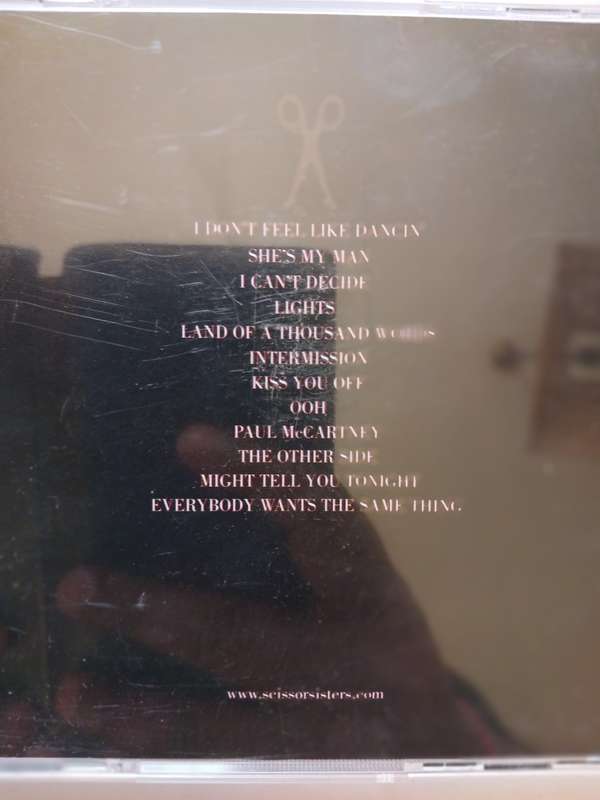 I DON'T FEEL LIKE DANCIN'
SHE'S MY MAN
I CAN'T DECIDE
LIGHTS
LAND OF A THOUSAND WORDS
INTERMISSION
KISS YOU OFF
OOH
PAUL McCARTNEY
THE OTHER SIDE
MIGHT TELL YOU TONIGHT
EVERYBODY WANTS THE SAME THING
www.scissorsisters.com